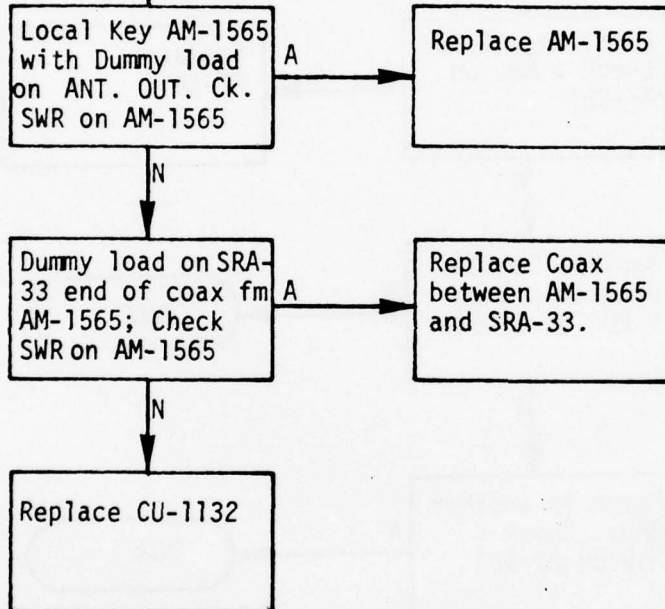 Local Key AM-1565
with Dummy load
on ANT. OUT. Ck.
SWR on AM-1565
A
Replace AM-1565
N
Dummy load on SRA-
33 end of coax fm
AM-1565; Check
SWR on AM-1565
A
Replace Coax
between AM-1565
and SRA-33.
N
Replace CU-1132